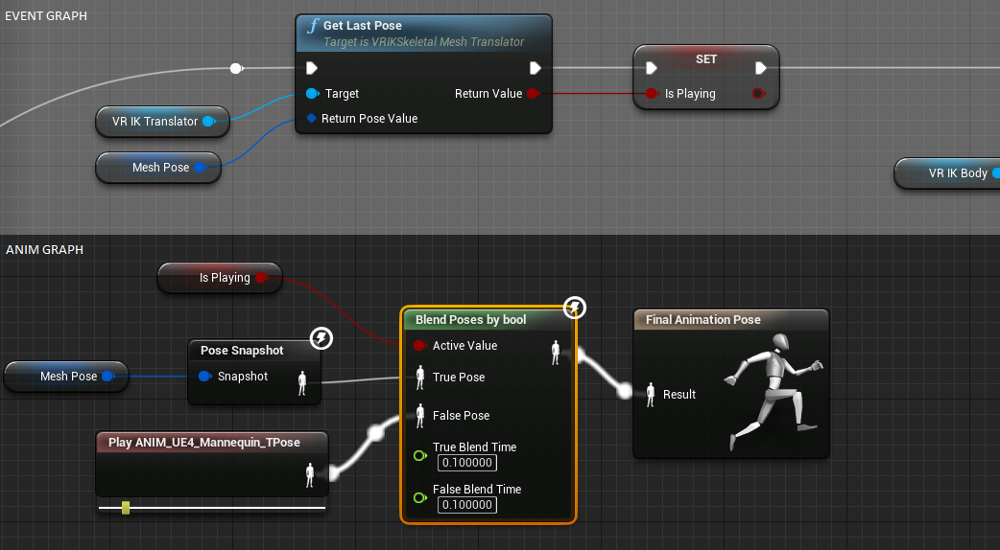 EVENT GRAPH
Get Last Pose
Target is VRIKSkeletal Mesh Translator
SET
Target
Return Value
Is Playing
VR IK Translator
Return Pose Value
Mesh Pose
VR IK Body
ANIM GRAPH
Is Playing
Blend Poses by bool
Final Animation Pose
Active Value
Pose Snapshot
Mesh Pose
Snapshot
True Pose
Result
False Pose
Play ANIM_UE4_Mannequin_TPose
True Blend Time
0.100000
False Blend Time
0.100000